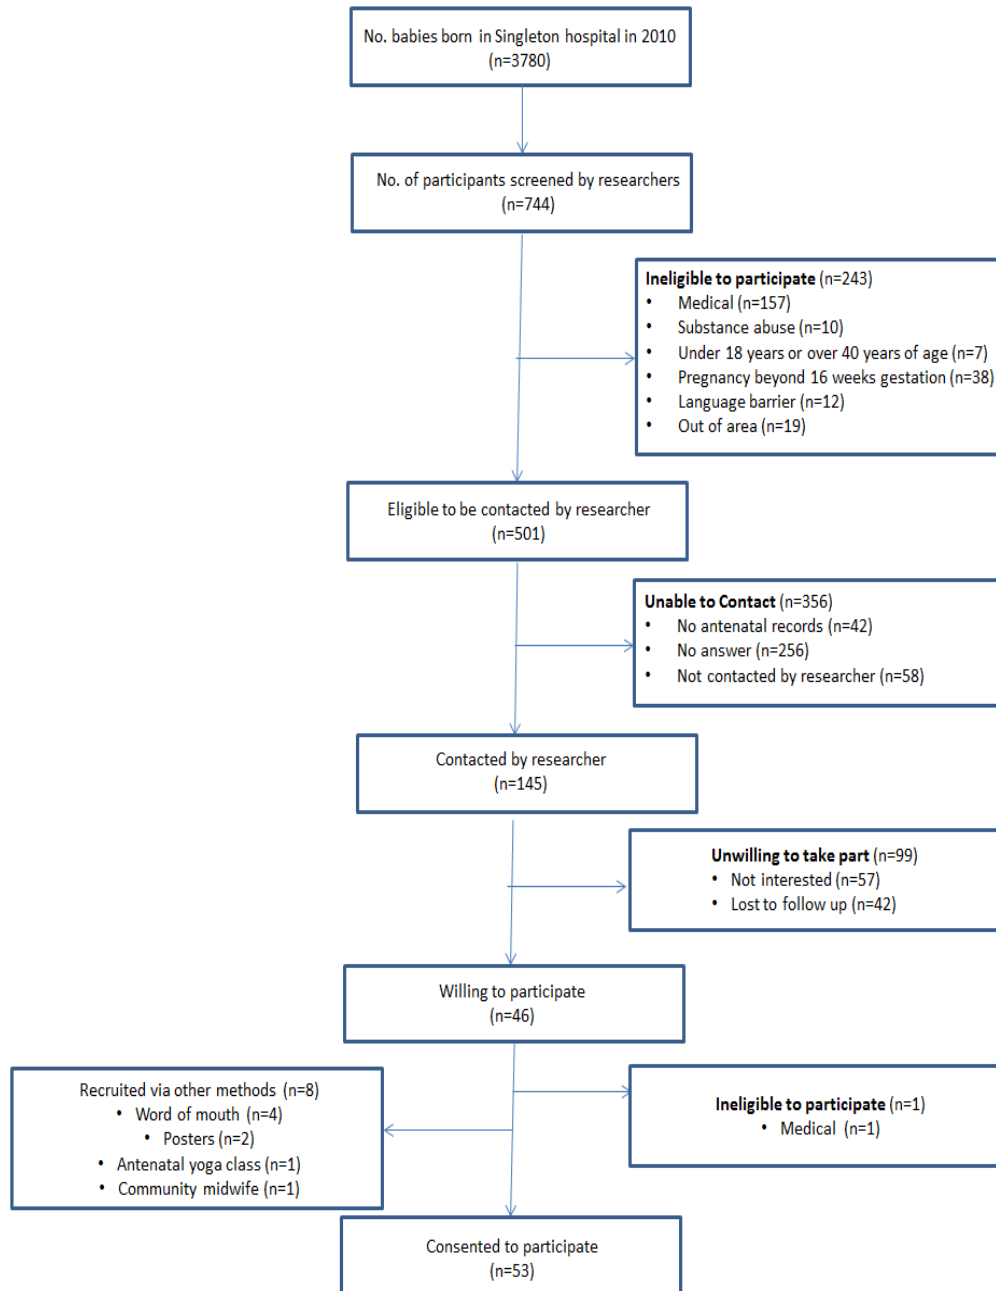 No. babies born in Singleton hospital in 2010
(n=3780)
No. of participants screened by researchers
(n=744)
Ineligible to participate (n=243)
• Medical (n=157)
• Substance abuse (n=10)
• Under 18 years or over 40 years of age (n=7)
• Pregnancy beyond 16 weeks gestation (n=38)
• Language barrier (n=12)
• Out of area (n=19)
Eligible to be contacted by researcher
(n=501)
Unable to Contact (n=356)
• No antenatal records (n=42)
• No answer (n=256)
• Not contacted by researcher (n=58)
Contacted by researcher
(n=145)
Unwilling to take part (n=99)
• Not interested (n=57)
• Lost to follow up (n=42)
Willing to participate
(n=46)
Recruited via other methods (n=8)
• Word of mouth (n=4)
• Posters (n=2)
• Antenatal yoga class (n=1)
• Community midwife (n=1)
Ineligible to participate (n=1)
• Medical (n=1)
Consented to participate
(n=53)